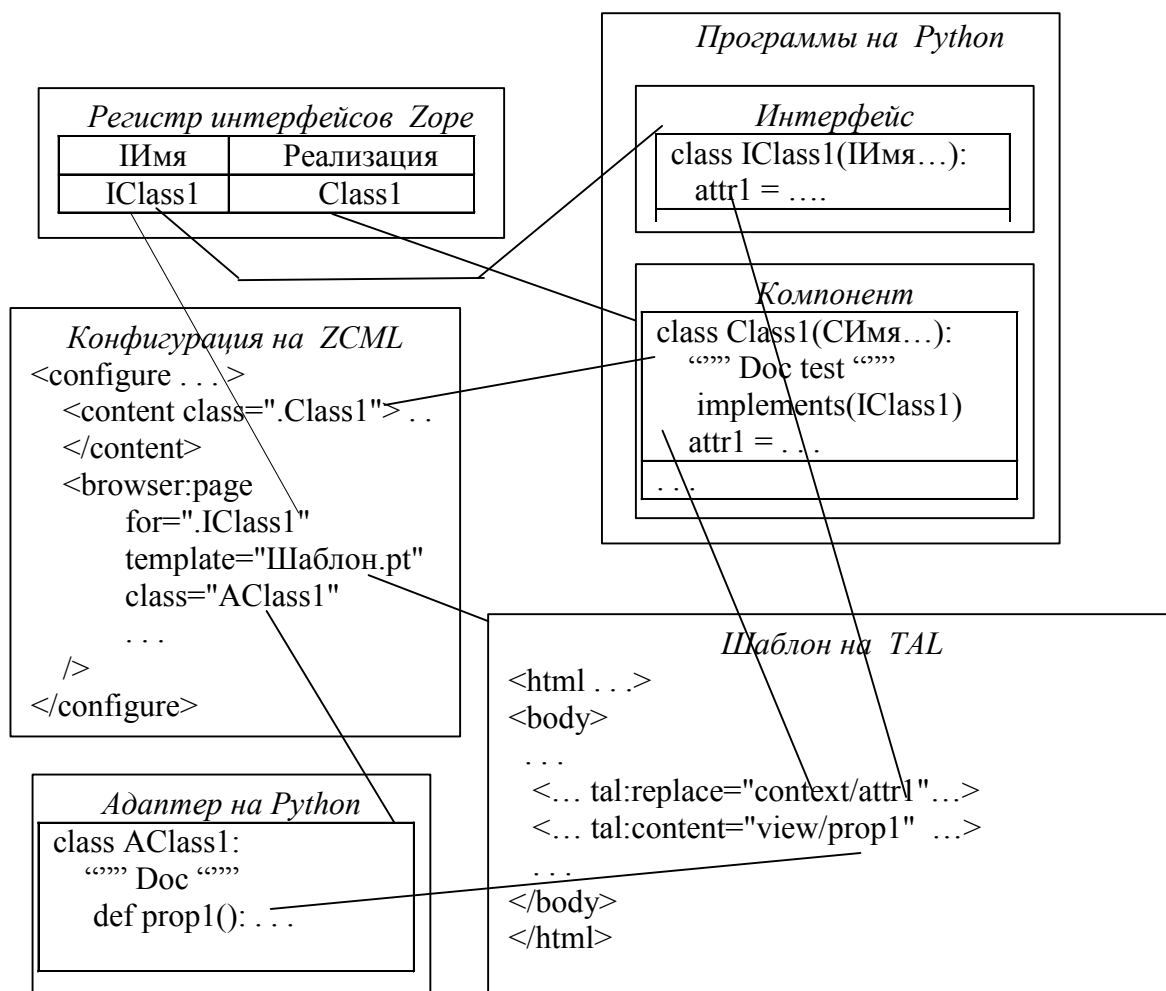 Программы на Python
Регистр интерфейсов Zope
IИмя Реализация
IClass1 Class1
Интерфейс
class IClass1(IИмя…):
attr1 = ….
Компонент
class Class1(СИмя…):
“”” Doc test “””
implements(IClass1)
attr1 = . . .
. . .
Конфигурация на ZCML
<configure . . . >
<content class=".Class1"> . .
</content>
<browser:page
for=".IClass1"
template="Шаблон.pt"
class="AClass1"
. . .
/>
</configure>
Шаблон на TAL
<html . . .>
<body>
. . .
<… tal:replace="context/attr1"…>
<… tal:content="view/prop1" …>
. . .
</body>
</html>
Адаптер на Python
class AClass1:
“”” Doc “””
def prop1(): . . .